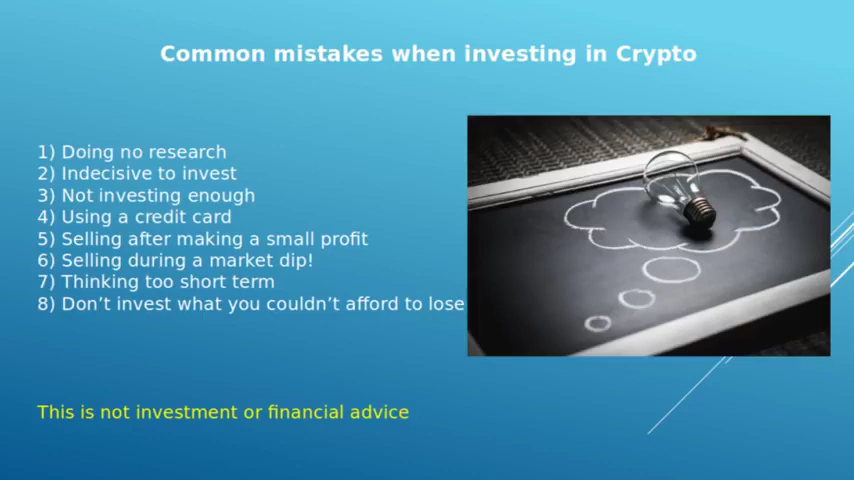 Common mistakes when investing in Crypto
1) Doing no research
2) Indecisive to invest
3) Not investing enough
4) Using a credit card
5) Selling after making a small profit
6) Selling during a market dip!
7) Thinking too short term
8) Don’t invest what you couldn’t afford to lose
This is not investment or financial advice